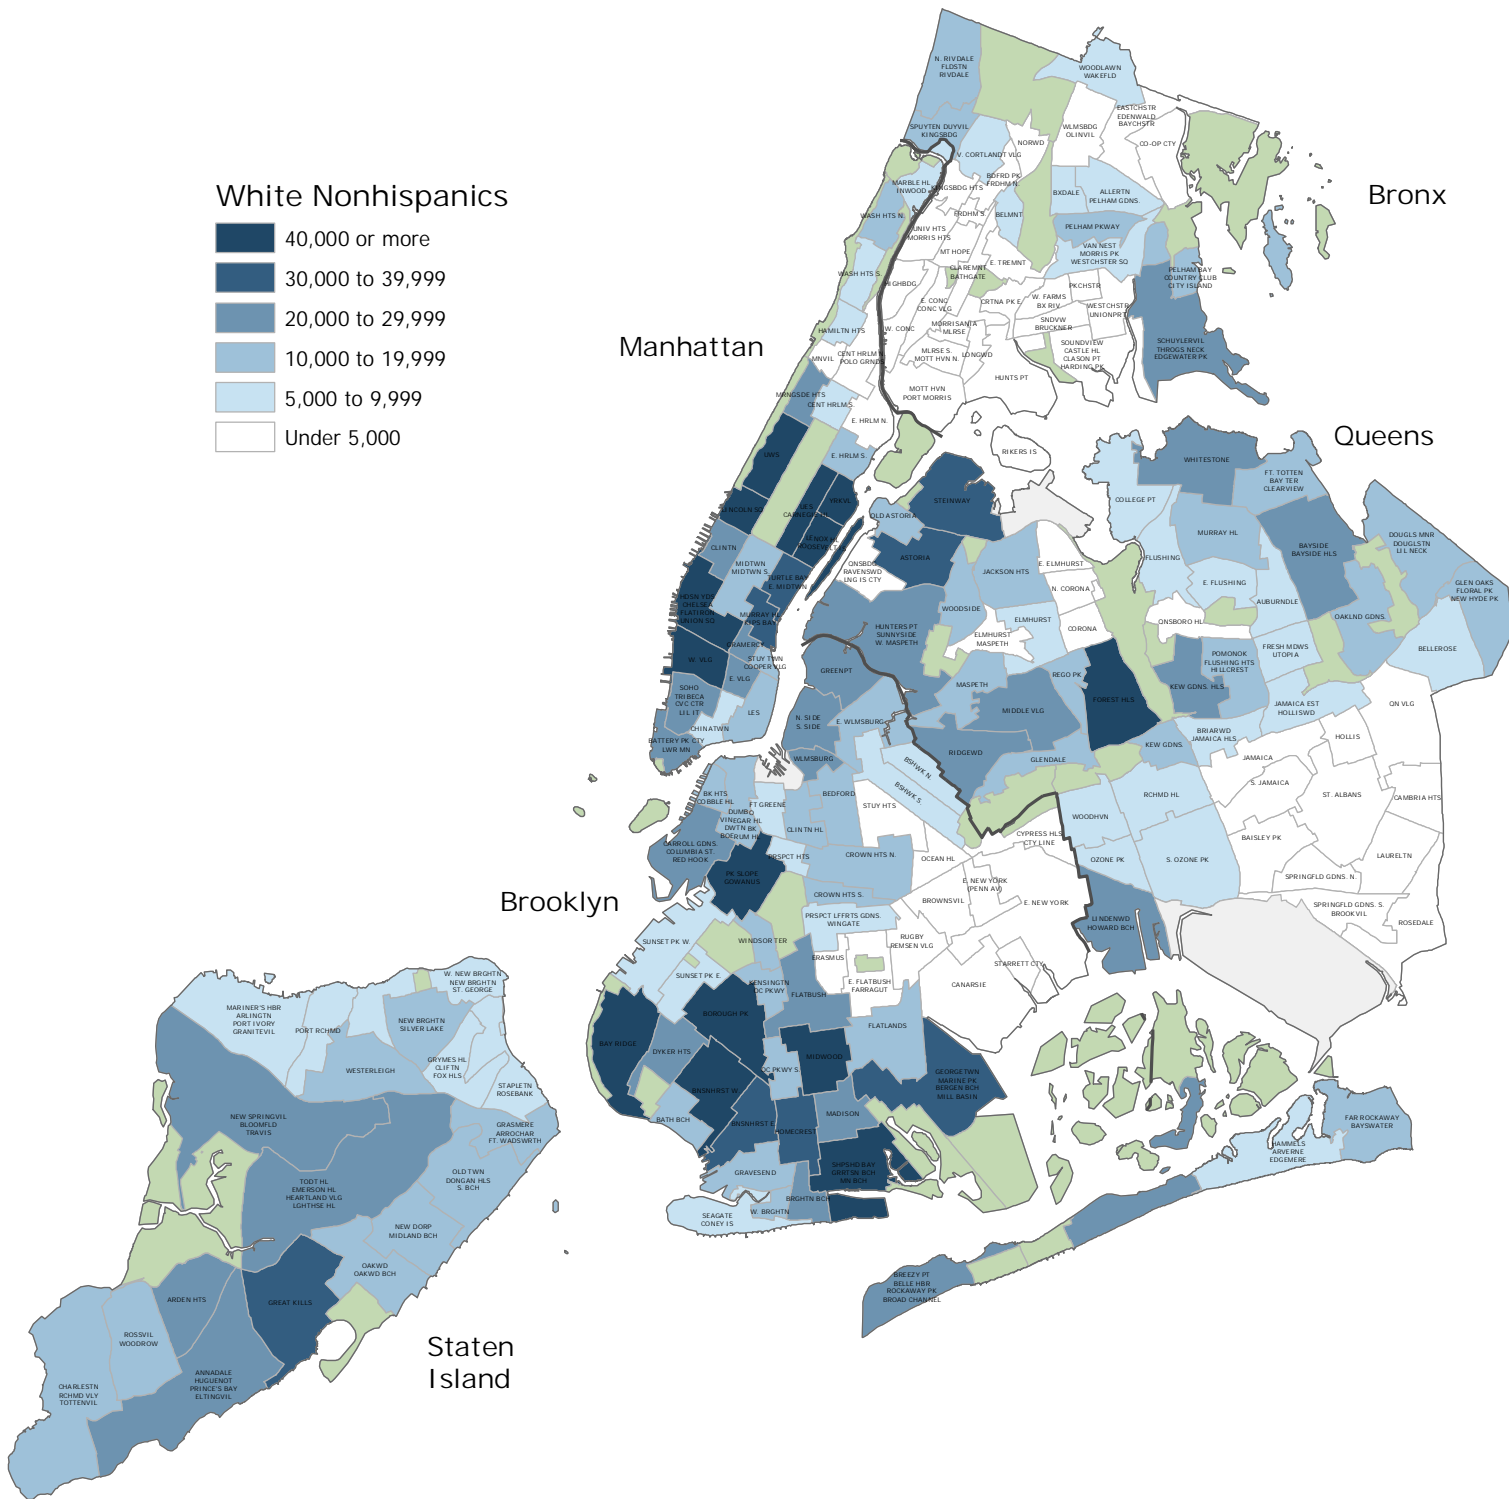 White Nonhispanics
40,000 or more
30,000 to 39,999
20,000 to 29,999
10,000 to 19,999
5,000 to 9,999
Under 5,000
Bronx
Manhattan
Queens
Brooklyn
Staten
Island
N. RIVDALE
FLDSTN
RIVDALE
WOODLAWN
WAKEFLD
SPUYTEN DUYVIL
KINGSBDG
V. CORTLANDT VLG
NORWD
WLMSBDG
OLINVIL
EASTCHSTR
EDENWALD
BAYCHSTR
CO-OP CTY
MARBLE HL
INWOOD
KINGSBDG HTS
BDFRD PK
FRDHM N.
BXDALE
ALLERTN
PELHAM GDNS.
WASH HTS N.
FRDHM S.
BELMNT
PELHAM PKWAY
UNIV HTS
MORRIS HTS
MT HOPE
VAN NEST
MORRIS PK
WESTCHSTER SQ
WASH HTS S.
CLAREMNT
BATHGATE
E. TREMNT
PELHAM BAY
COUNTRY CLUB
CITY ISLAND
HIGHBDG
E. CONC
CONC VLG
CRTNA PK E.
W. FARMS
BX RIV
PKCHSTR
WESTCHSTR
UNIONPRT
HAMILTN HTS
W. CONC
MORRISANIA
MLRSE
SNDVW
BRUCKNER
MNVIL
CENT HRLM N.
POLO GRNDS
MLRSE S.
MOTT HVN N.
LONGWD
SOUNDVIEW
CASTLE HL
CLASON PT
HARDING PK
SCHUYLERVIL
THROGS NECK
EDGEWATER PK
HUNTS PT
MOTT HVN
PORT MORRIS
MRNGSDE HTS
CENT HRLM S.
E. HRLM N.
UWS
E. HRLM S.
RIKERS IS
LINCOLN SQ
UES
CARNEGIE HL
YRKVL
LENOX HL
ROOSEVELT IS
CLINTN
MIDTWN
MIDTWN S.
TURTLE BAY
E. MIDTWN
HDSN YDS
CHELSEA
FLATIRON
UNION SQ
MURRAY HL
KIPS BAY
GRAMERCY
STUY TWN
COOPER VLG
W. VLG
E. VLG
SOHO
TRIBECA
CVC CTR
LIL IT
LES
CHINATWN
BATTERY PK CTY
LWR MN
STEINWAY
OLD ASTORIA
ASTORIA
QNSBDG
RAVENSWD
LNG IS CTY
WHITESTONE
FT. TOTTEN
BAY TER
CLEARVIEW
COLLEGE PT
MURRAY HL
BAYSIDE
BAYSIDE HLS
DOUGLS MNR
DOUGLSTN
LIL NECK
JACKSON HTS
E. ELMHURST
FLUSHING
E. FLUSHING
N. CORONA
GLEN OAKS
FLORAL PK
NEW HYDE PK
WOODSIDE
AUBURNDLE
ELMHURST
CORONA
QNSBORO HL
OAKLND GDNS.
HUNTERS PT
SUNNYSIDE
W. MASPETH
ELMHURST
MASPETH
FRESH MDWS
UTOPIA
BELLEROSE
POMONOK
FLUSHING HTS
HILLCREST
GREENPT
MASPETH
REGO PK
FOREST HLS
KEW GDNS. HLS
MIDDLE VLG
JAMAICA EST
HOLLISWD
QN VLG
N. SIDE
S. SIDE
E. WLMSBURG
BRIARWD
JAMAICA HLS
HOLLIS
KEW GDNS.
RIDGEWD
GLENDALE
JAMAICA
WLMSBURG
BSHWK N.
BSHWK S.
BEDFORD
STUY HTS
RCHMD HL
S. JAMAICA
ST. ALBANS
CAMBRIA HTS
BK HTS
COBBLE HL
DUMBO
VINEGAR HL
DWTN BK
BOERUM HL
FT GREENE
CLINTN HL
WOODHVN
CYPRESS HLS
CTY LINE
BAISLEY PK
CARROLL GDNS.
COLUMBIA ST.
RED HOOK
PRSPCT HTS
CROWN HTS N.
OCEAN HL
OZONE PK
S. OZONE PK
LAURELTN
PK SLOPE
GOWANUS
CROWN HTS S.
E. NEW YORK
(PENN AV)
SPRINGFLD GDNS. N.
BROWNSVIL
E. NEW YORK
SPRINGFLD GDNS. S.
BROOKVIL
PRSPCT LFFRTS GDNS.
WINGATE
LINDENWD
HOWARD BCH
ROSEDALE
SUNSET PK W.
WINDSOR TER
ERASMUS
RUGBY
REMSEN VLG
STARRETT CTY
SUNSET PK E.
KENSINGTN
OC PKWY
FLATBUSH
E. FLATBUSH
FARRAGUT
CANARSIE
BOROUGH PK
FLATLANDS
BAY RIDGE
DYKER HTS
MIDWOOD
OC PKWY S.
BNSNHRST W.
GEORGETWN
MARINE PK
BERGEN BCH
MILL BASIN
BATH BCH
BNSNHRST E.
HOMECREST
MADISON
GRAVESEND
SHPSHD BAY
GRRTSN BCH
MN BCH
BRGHTN BCH
W. BRGHTN
SEAGATE
CONEY IS
FAR ROCKAWAY
BAYSWATER
HAMMELS
ARVERNE
EDGEMERE
BREEZY PT
BELLE HBR
ROCKAWAY PK
BROAD CHANNEL
W. NEW BRGHTN
NEW BRGHTN
ST. GEORGE
MARINER'S HBR
ARLINGTN
PORT IVORY
GRANITEVIL
PORT RCHMD
NEW BRGHTN
SILVER LAKE
GRYMES HL
CLIFTN
FOX HLS
WESTERLEIGH
STAPLETN
ROSEBANK
NEW SPRINGVIL
BLOOMFLD
TRAVIS
GRASMERE
ARROCHAR
FT. WADSWRTH
TODT HL
EMERSON HL
HEARTLAND VLG
LGHTHSE HL
OLD TWN
DONGAN HLS
S. BCH
NEW DORP
MIDLAND BCH
OAKWD
OAKWD BCH
ARDEN HTS
GREAT KILLS
ROSSVIL
WOODROW
ANNADALE
HUGUENOT
PRINCE'S BAY
ELTINGVIL
CHARLESTN
RCHMD VLY
TOTTENVIL